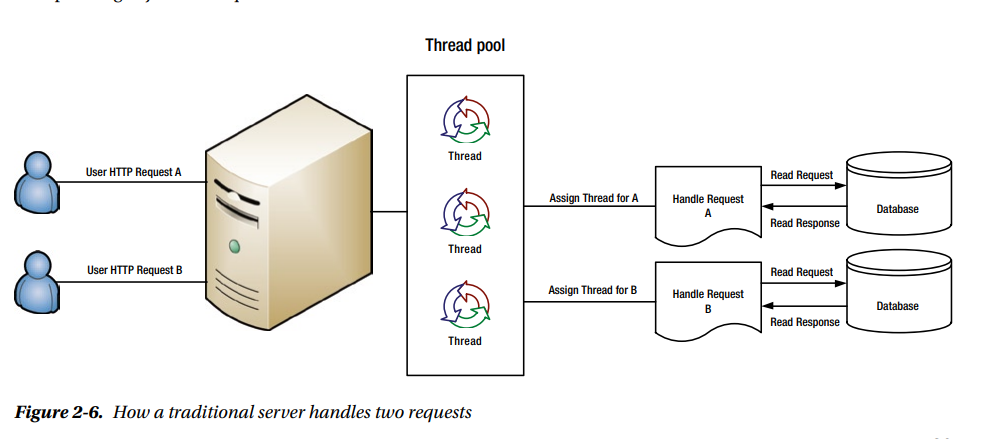 Thread pool
User HTTP Request A
User HTTP Request B
Thread
Thread
Thread
Assign Thread for A
Assign Thread for B
Handle Request
A
Read Request
Read Response
Database
Handle Request
B
Read Request
Read Response
Database
Figure 2-6. How a traditional server handles two requests